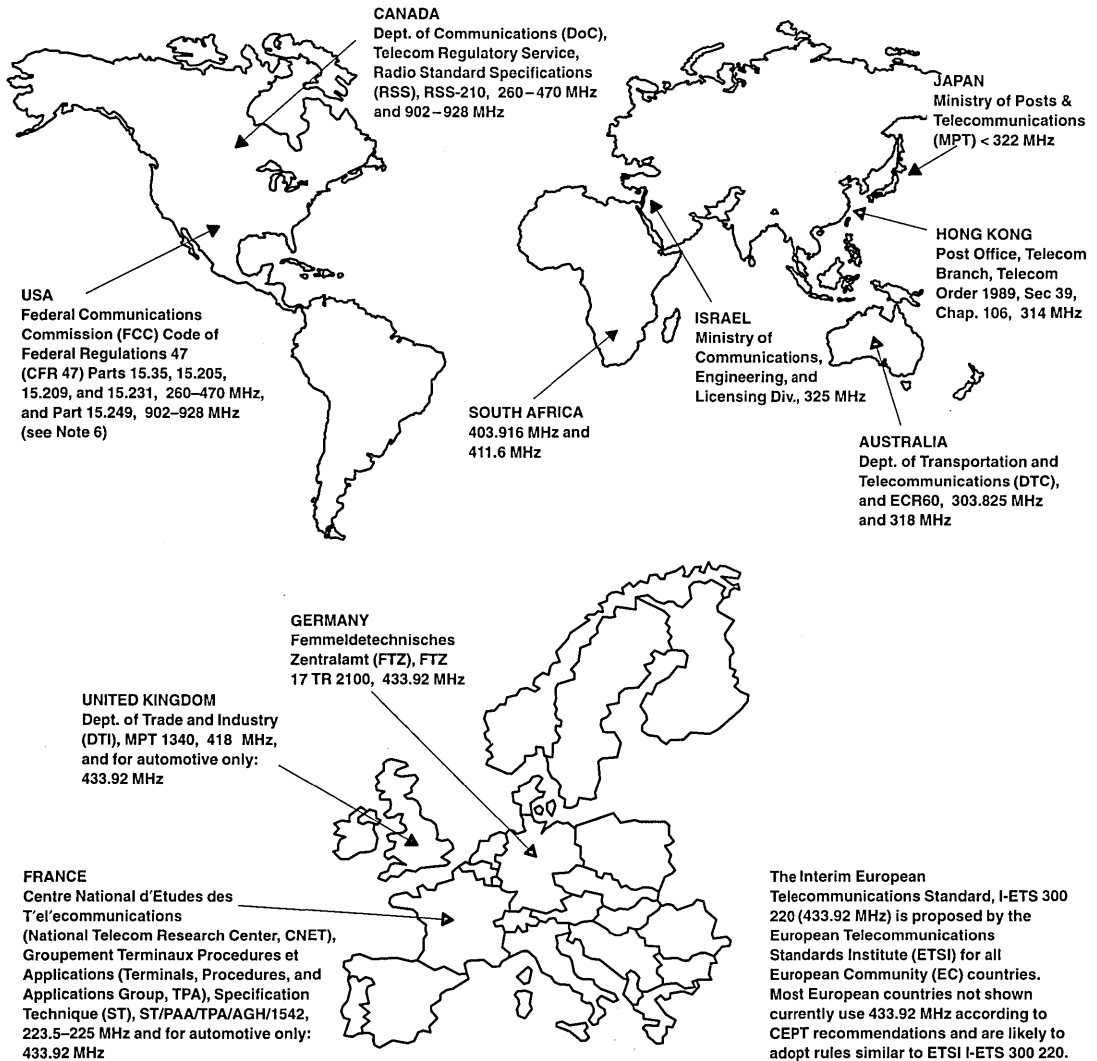 CANADA
Dept. of Communications (DoC),
Telecom Regulatory Service,
Radio Standard Specifications
(RSS), RSS-210, 260–470 MHz
and 902–928 MHz
JAPAN
Ministry of Posts &
Telecommunications
(MPT) < 322 MHz
HONG KONG
Post Office, Telecom
Branch, Telecom
Order 1989, Sec 39,
Chap. 106, 314 MHz
USA
Federal Communications
Commission (FCC) Code of
Federal Regulations 47
(CFR 47) Parts 15.35, 15.205,
15.209, and 15.231, 260–470 MHz,
and Part 15.249, 902–928 MHz
(see Note 6)
ISRAEL
Ministry of
Communications,
Engineering, and
Licensing Div., 325 MHz
SOUTH AFRICA
403.916 MHz and
411.6 MHz
AUSTRALIA
Dept. of Transportation and
Telecommunications (DTC),
and ECR60, 303.825 MHz
and 318 MHz
GERMANY
Femmeldetechnisches
Zentralamt (FTZ), FTZ
17 TR 2100, 433.92 MHz
UNITED KINGDOM
Dept. of Trade and Industry
(DTI), MPT 1340, 418 MHz,
and for automotive only:
433.92 MHz
FRANCE
Centre National d'Etudes des
T'el'ecommunications
(National Telecom Research Center, CNET),
Groupement Terminaux Procedures et
Applications (Terminals, Procedures, and
Applications Group, TPA), Specification
Technique (ST), ST/PAA/TPA/AGH/1542,
223.5–225 MHz and for automotive only:
433.92 MHz
The Interim European
Telecommunications Standard, I-ETS 300
220 (433.92 MHz) is proposed by the
European Telecommunications
Standards Institute (ETSI) for all
European Community (EC) countries.
Most European countries not shown
currently use 433.92 MHz according to
CEPT recommendations and are likely to
adopt rules similar to ETSI I-ETS 300 220.